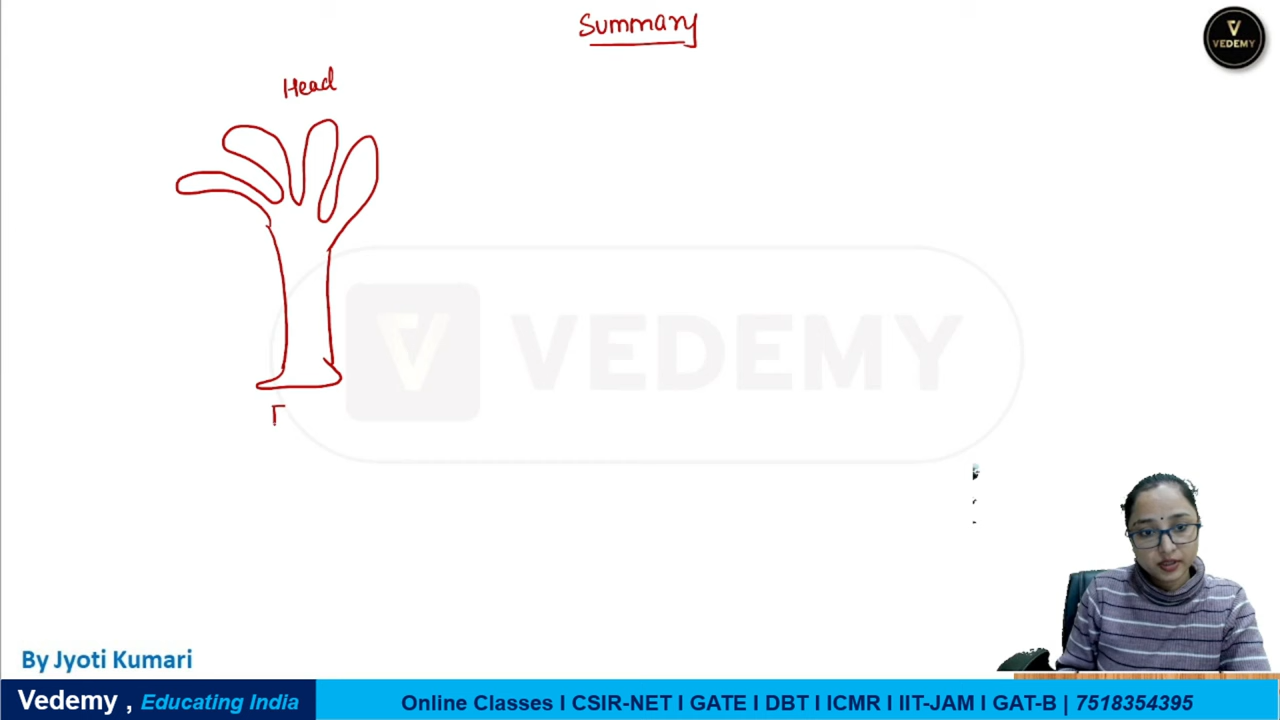 Summary
VEDEMY
Head
VEDEMY
By Jyoti Kumari
Vedemy , Educating India
Online Classes I CSIR-NET I GATE I DBT I ICMR I IIT-JAM I GAT-B | 7518354395